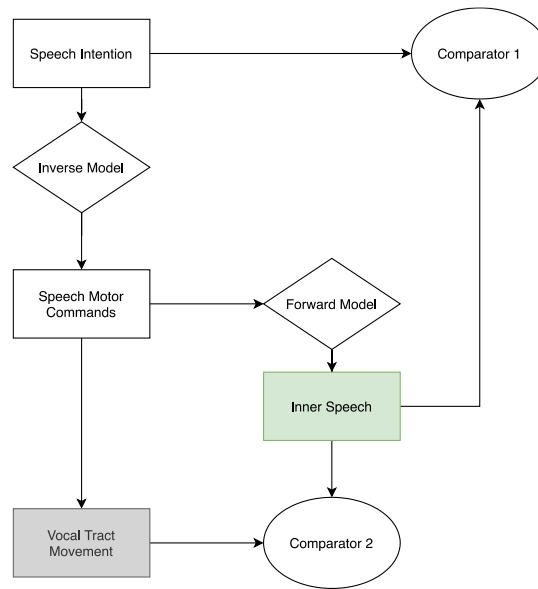 Speech Intention
Comparator 1
Inverse Model
Speech Motor
Commands
Forward Model
Inner Speech
Vocal Tract
Movement
Comparator 2